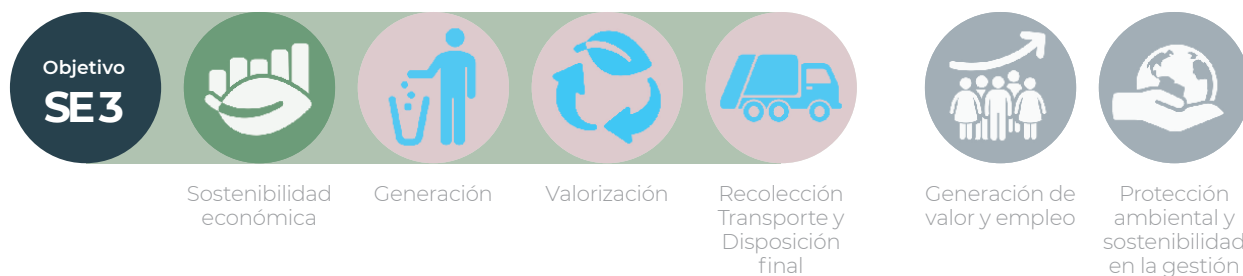 Objetivo
SE3
Sostenibilidad
económica
Generación
Valorización
Recolección
Transporte y
Disposición
final
Generación de
valor y empleo
Protección
ambiental y
sostenibilidad
en la gestión